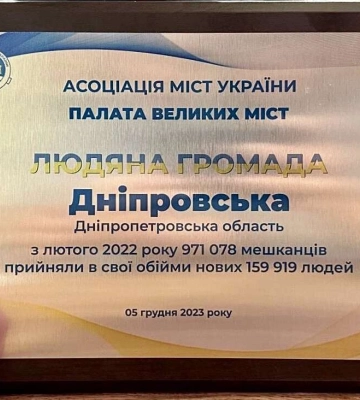 АСОЦІАЦІЯ МІСТ УКРАЇНИ
ПАЛАТА ВЕЛИКИХ МІСТ
ЛЮДЯНА ГРОМАДА
Дніпровська
Дніпропетровська область
з лютого 2022 року 971 078 мешканців
прийняли в свої обійми нових 159 919 людей
05 грудня 2023 року